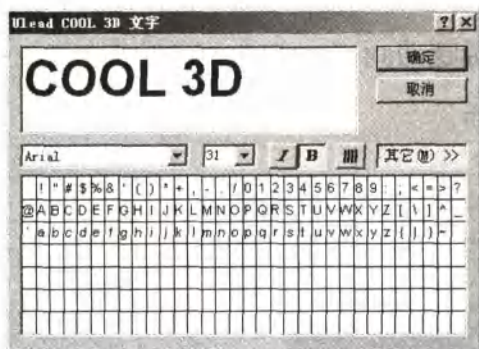 Ulead COOL 3D 文字
COOL 3D
确定
取消
Arial 31 I B 其它(M) >>
! " # $ % & ' ( ) * + , - . / 0 1 2 3 4 5 6 7 8 9 : ; < = > ?
@ A B C D E F G H I J K L M N O P Q R S T U V W X Y Z [ \ ] ^ _
` a b c d e f g h i j k l m n o p q r s t u v w x y z { | } ~